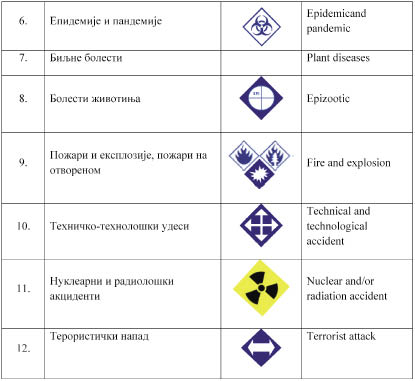 6. Епидемије и пандемије Epidemicand
pandemic
7. Биљне болести Plant diseases
8. Болести животиња Epizootic
9. Пожари и експлозије, пожари на
отвореном Fire and explosion
10. Техничко-технолошки удеси Technical and
technological
accident
11. Нуклеарни и радиолошки
акциденти Nuclear and/or
radiation accident
12. Терористички напад Terrorist attack